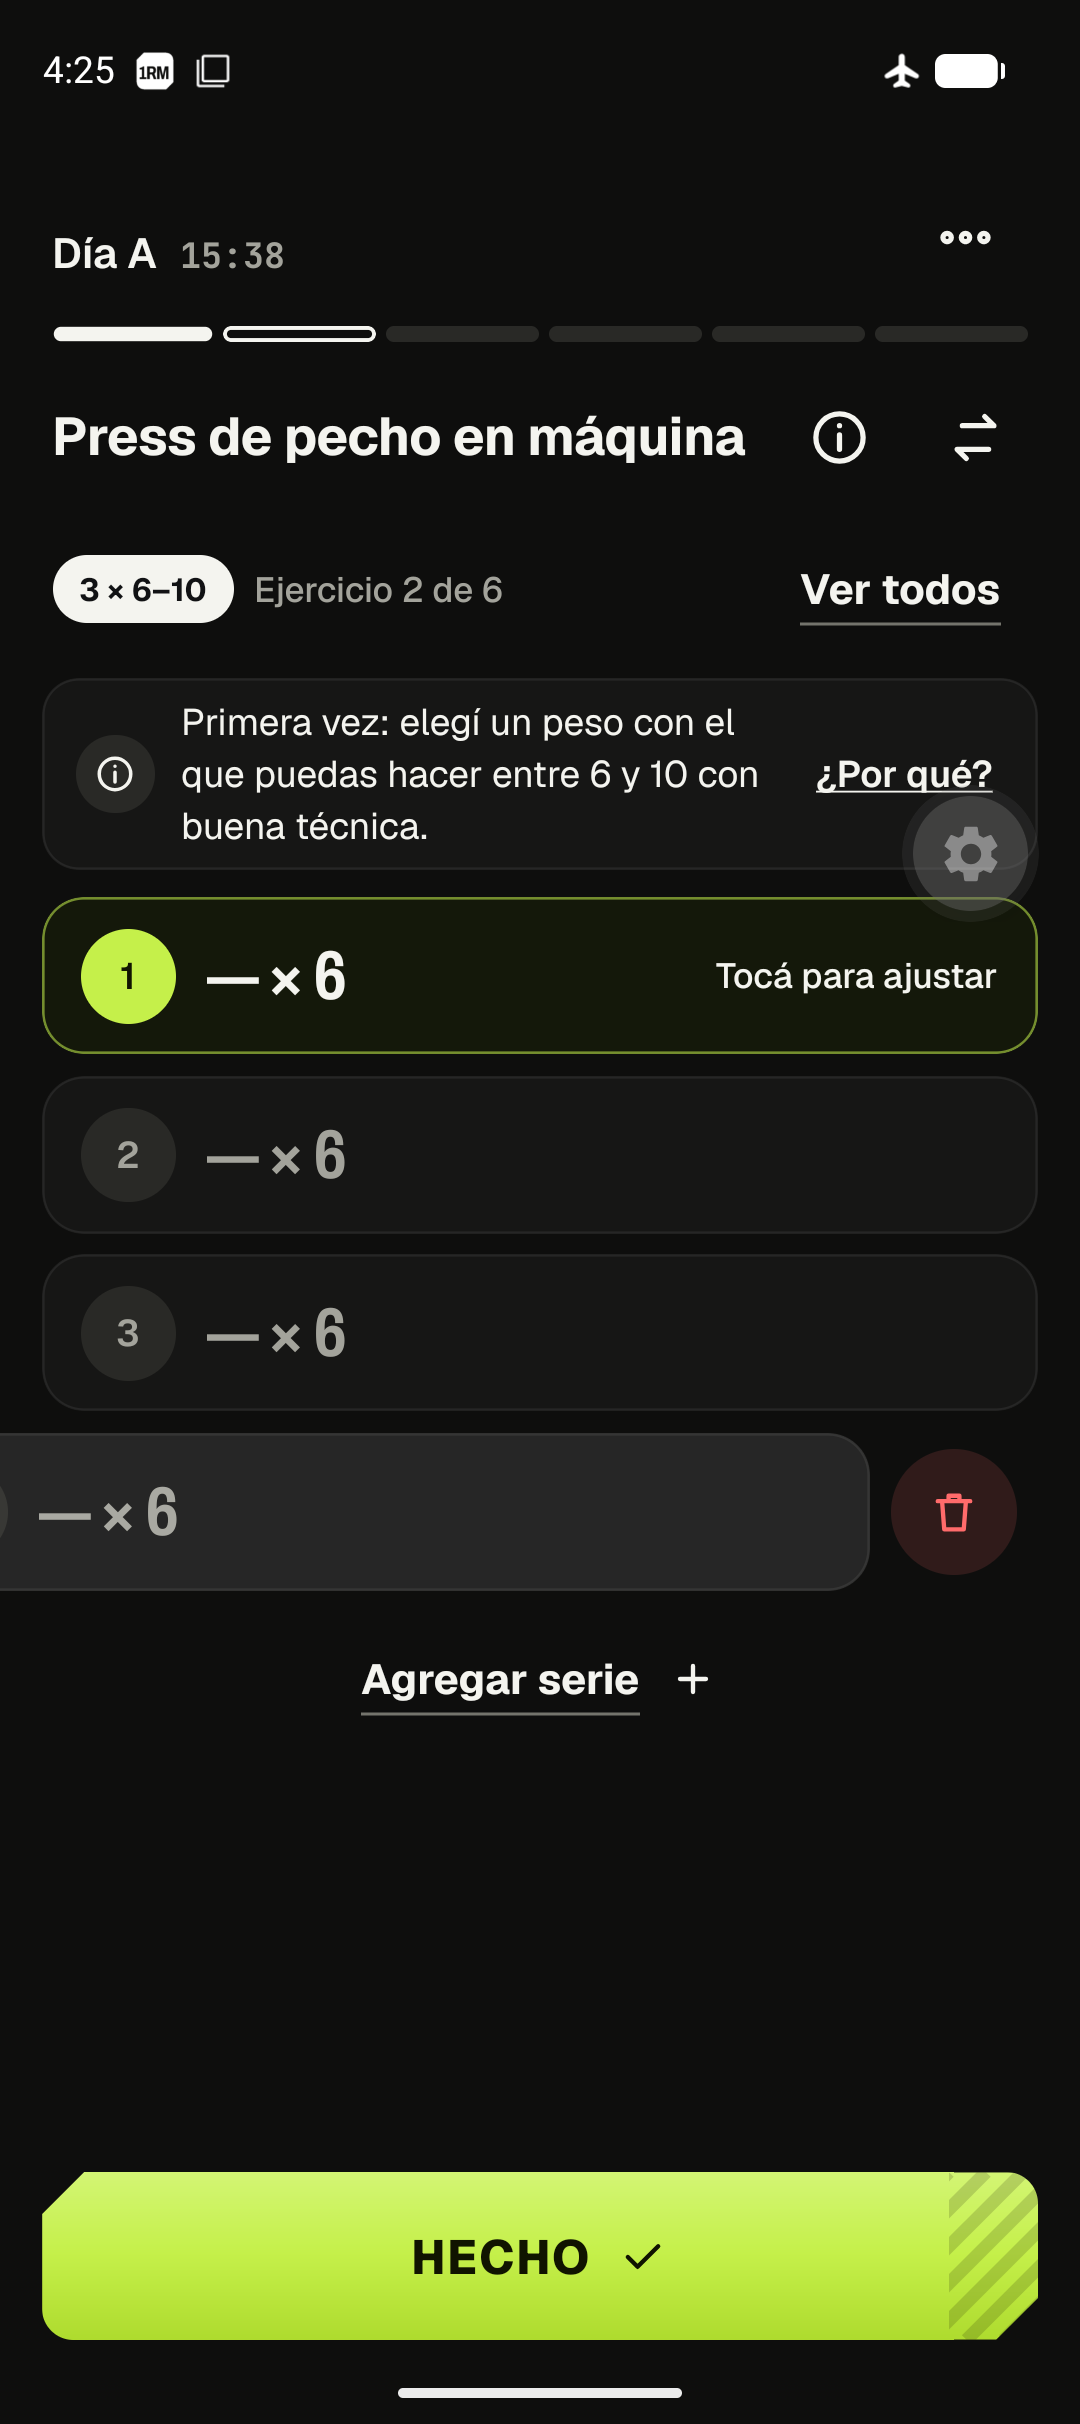 4:25 1RM
Día A 15:38
Press de pecho en máquina
3 × 6–10 Ejercicio 2 de 6 Ver todos
Primera vez: elegí un peso con el
que puedas hacer entre 6 y 10 con
buena técnica.
¿Por qué?
1 — × 6 Tocá para ajustar
2 — × 6
3 — × 6
— × 6
Agregar serie +
HECHO